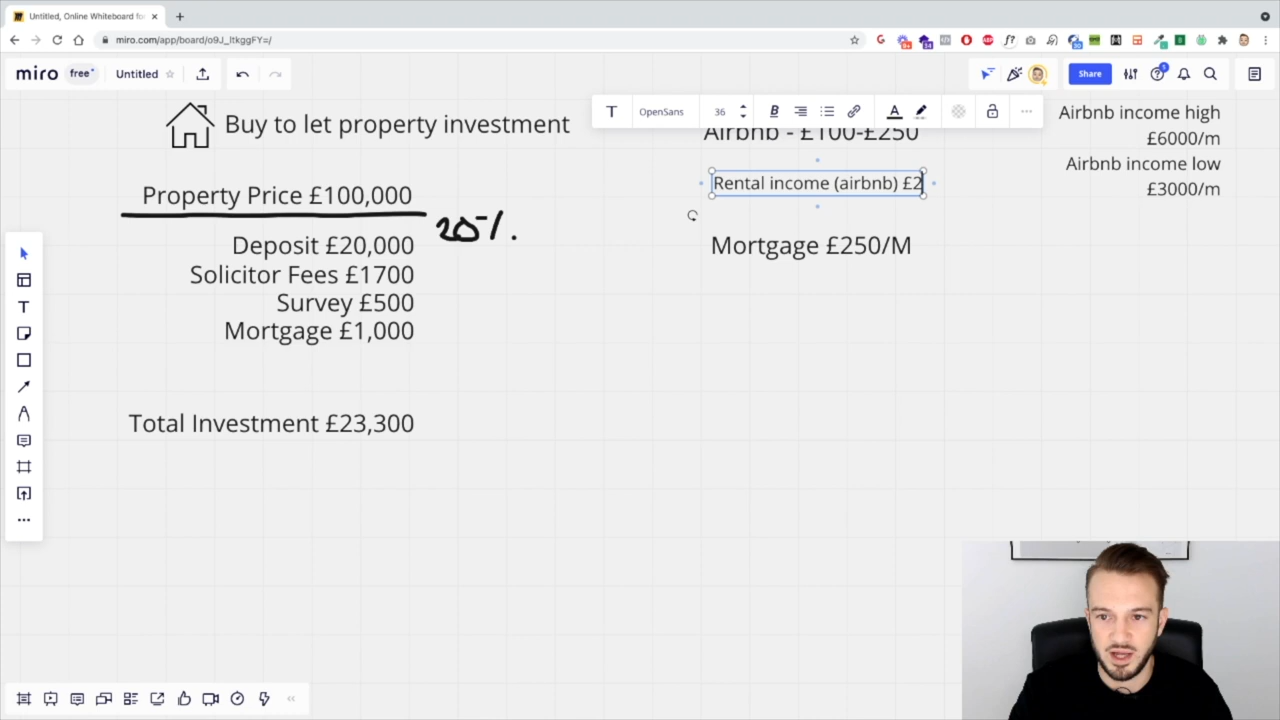 Untitled, Online Whiteboard for
miro.com/app/board/o9J_ltkggFY=/
miro
free
Untitled
Share
OpenSans
36
B
A
Buy to let property investment
Property Price £100,000
20%.
Deposit £20,000
Solicitor Fees £1700
Survey £500
Mortgage £1,000
Total Investment £23,300
Airbnb - £100-£250
Rental income (airbnb) £2
Mortgage £250/M
Airbnb income high
£6000/m
Airbnb income low
£3000/m